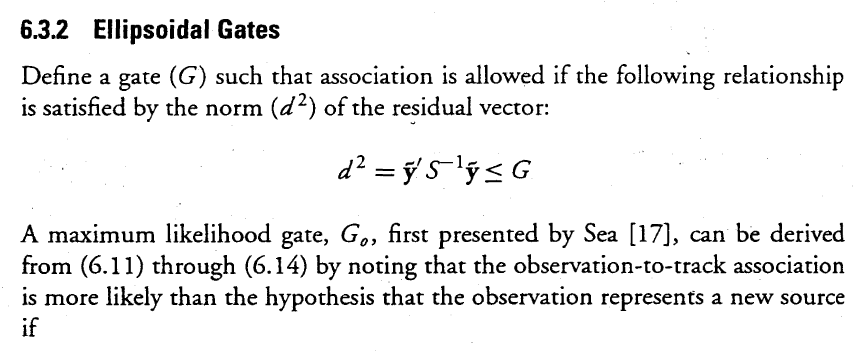 6.3.2 Ellipsoidal Gates
Define a gate (G) such that association is allowed if the following relationship
is satisfied by the norm (d²) of the residual vector:
d² = ỹ′ S⁻¹ỹ ≤ G
A maximum likelihood gate, Gₒ, first presented by Sea [17], can be derived
from (6.11) through (6.14) by noting that the observation-to-track association
is more likely than the hypothesis that the observation represents a new source
if